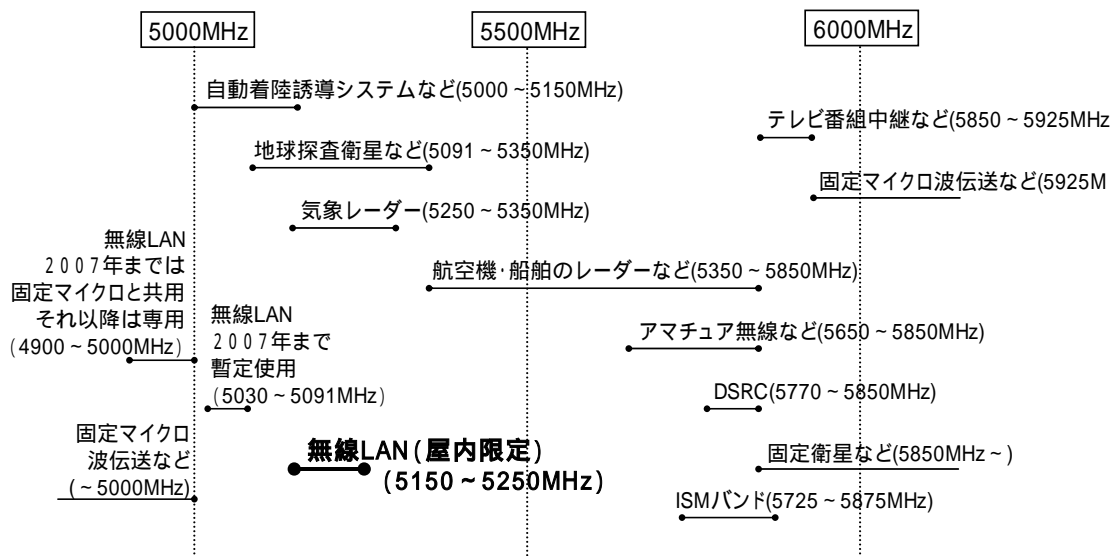 5000MHz
5500MHz
6000MHz
自動着陸誘導システムなど(5000~5150MHz)
テレビ番組中継など(5850~5925MHz
地球探査衛星など(5091~5350MHz)
固定マイクロ波伝送など(5925M
気象レーダー(5250~5350MHz)
無線LAN
2007年までは
固定マイクロと共用
それ以降は専用
(4900~5000MHz)
航空機・船舶のレーダーなど(5350~5850MHz)
無線LAN
2007年まで
暫定使用
(5030~5091MHz)
アマチュア無線など(5650~5850MHz)
DSRC(5770~5850MHz)
固定マイクロ
波伝送など
(~5000MHz)
無線LAN(屋内限定)
(5150~5250MHz)
固定衛星など(5850MHz~)
ISMバンド(5725~5875MHz)